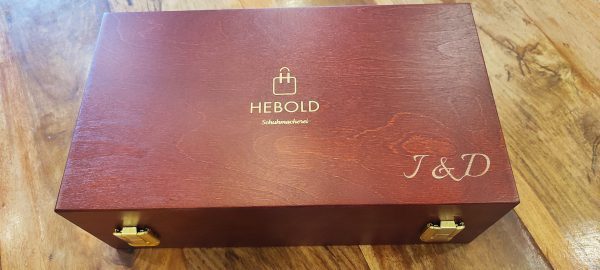 HEBOLD
Schuhmacherei
J & D